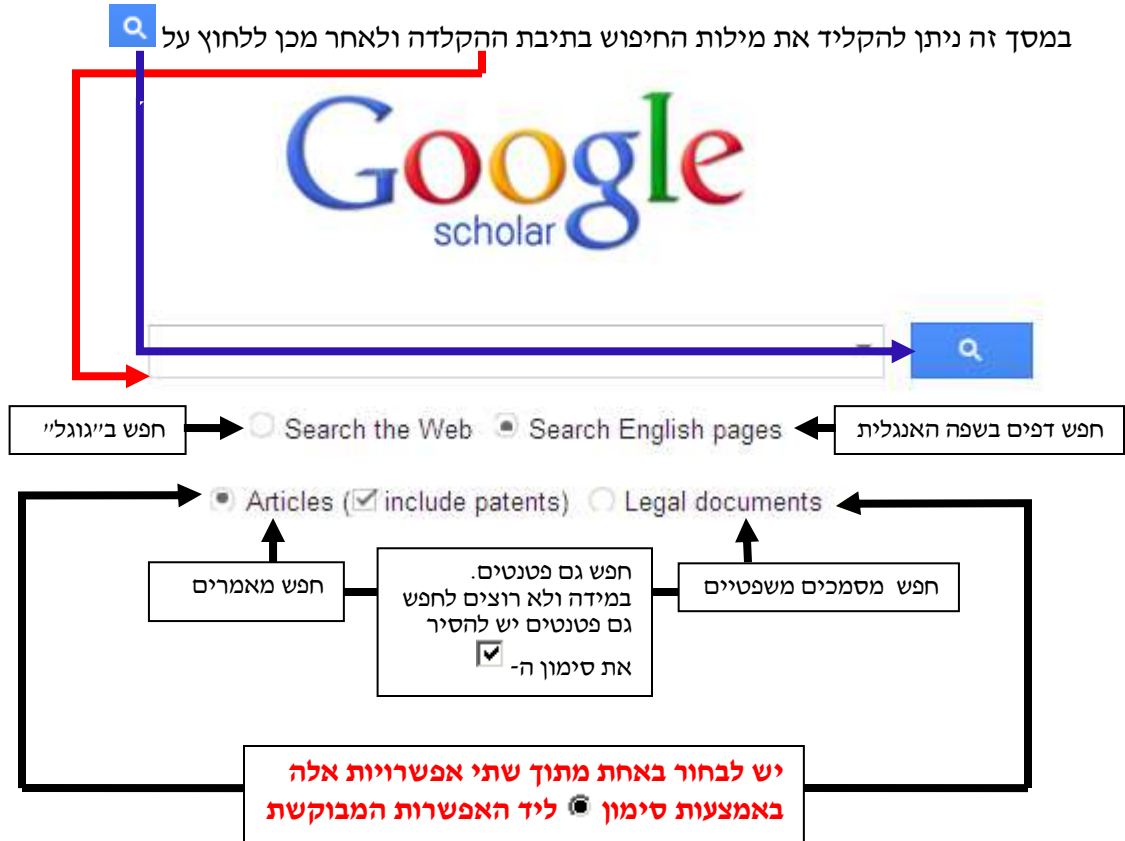 במסך זה ניתן להקליד את מילות החיפוש בתיבת ההקלדה ולאחר מכן ללחוץ על
Google
scholar
חפש ב״גוגל״
Search the Web
Search English pages
חפש דפים בשפה האנגלית
Articles (include patents)
Legal documents
חפש מאמרים
חפש גם פטנטים.
במידה ולא רוצים לחפש
גם פטנטים יש להסיר
את סימון ה-
חפש מסמכים משפטיים
יש לבחור באחת מתוך שתי אפשרויות אלה
באמצעות סימון ליד האפשרות המבוקשת